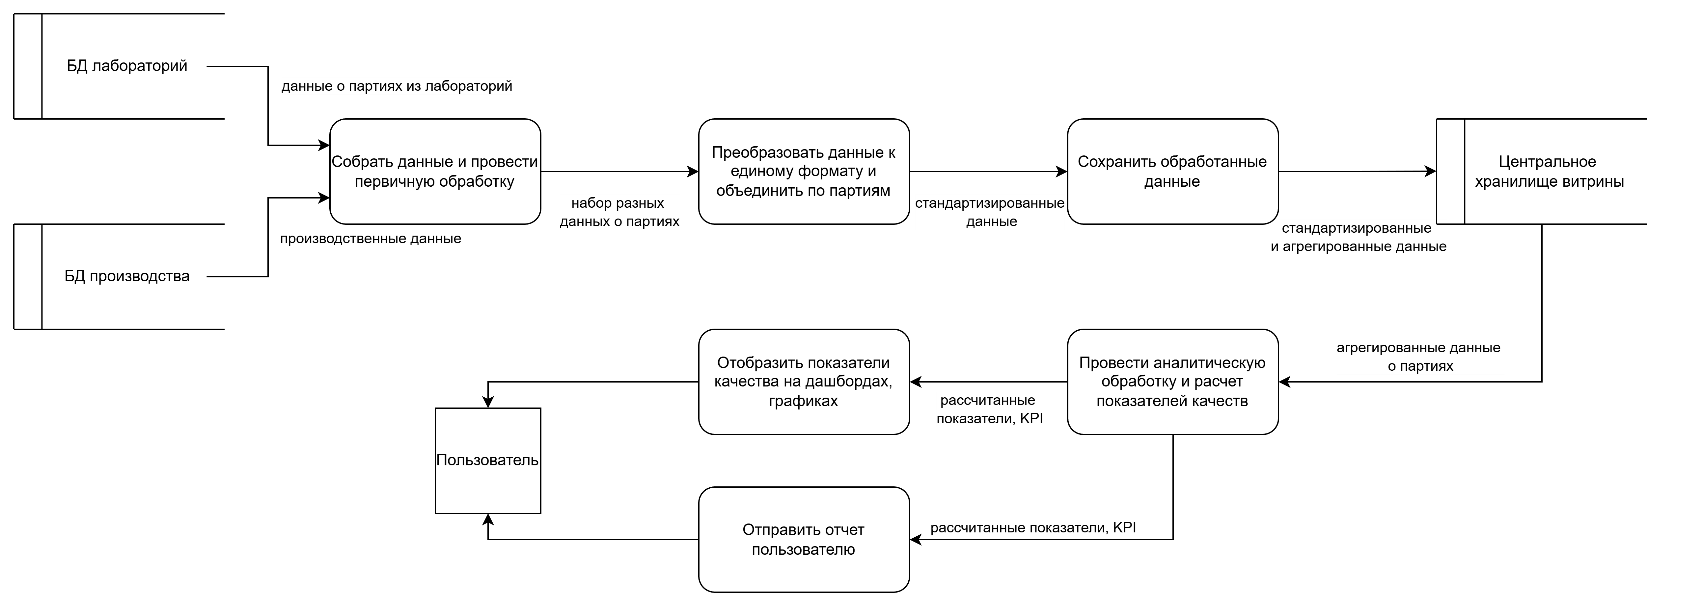 БД лабораторий
данные о партиях из лабораторий
Собрать данные и провести
первичную обработку
набор разных
данных о партиях
Преобразовать данные к
единому формату и
объединить по партиям
стандартизированные
данные
Сохранить обработанные
данные
стандартизированные
и агрегированные данные
Центральное
хранилище витрины
производственные данные
БД производства
агрегированные данные
о партиях
Провести аналитическую
обработку и расчет
показателей качеств
рассчитанные
показатели, KPI
Отобразить показатели
качества на дашбордах,
графиках
Пользователь
рассчитанные показатели, KPI
Отправить отчет
пользователю